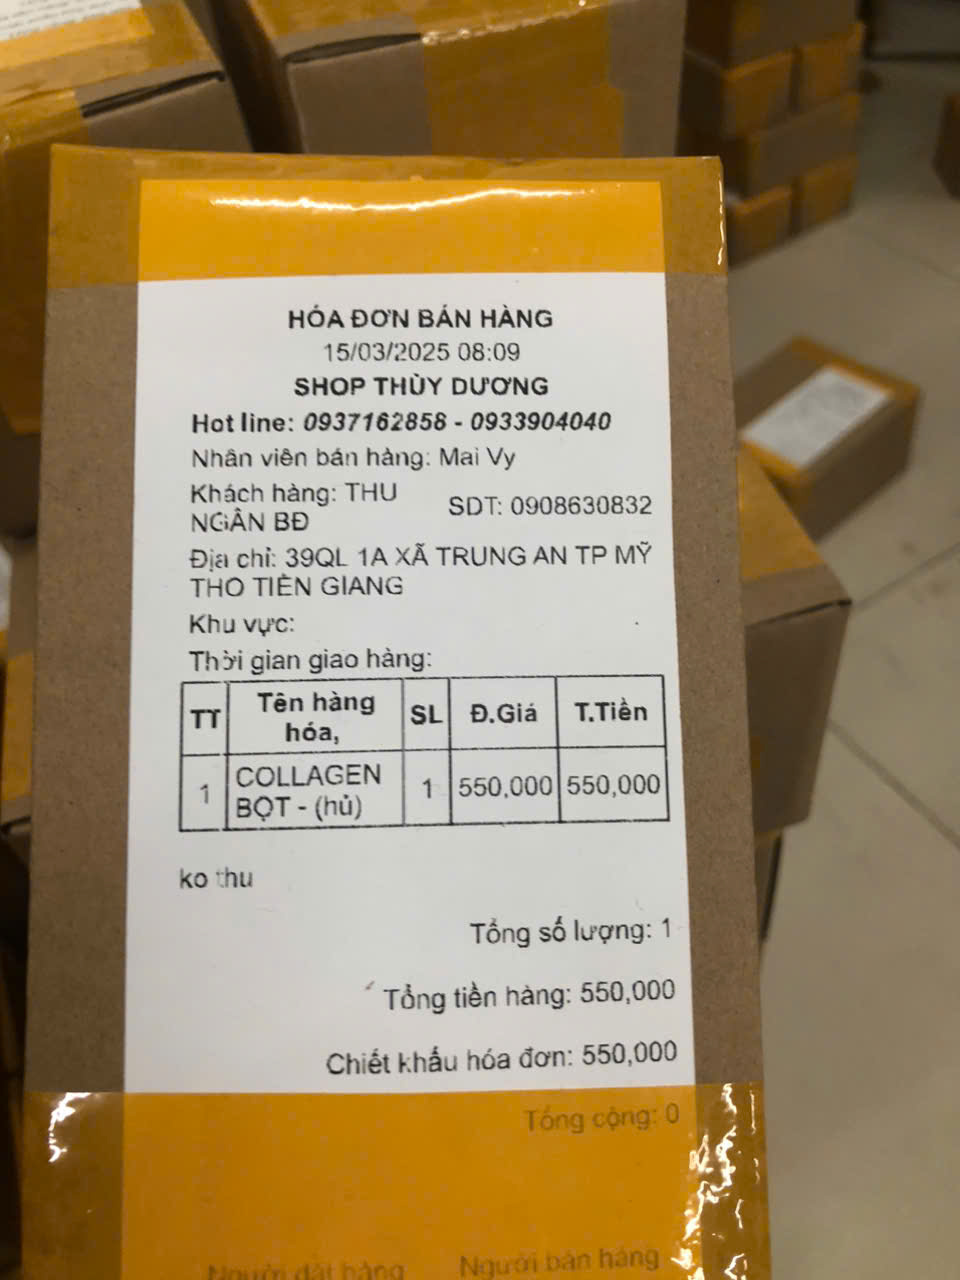 HÓA ĐƠN BÁN HÀNG
15/03/2025 08:09
SHOP THÙY DƯƠNG
Hot line: 0937162858 - 0933904040
Nhân viên bán hàng: Mai Vy
Khách hàng: THU NGÂN BĐ
SDT: 0908630832
Địa chỉ: 39QL 1A XÃ TRUNG AN TP MỸ
THO TIỀN GIANG
Khu vực:
Thời gian giao hàng:
TT Tên hàng hóa, SL Đ.Giá T.Tiền
1 COLLAGEN BỘT - (hủ) 1 550,000 550,000
ko thu
Tổng số lượng: 1
Tổng tiền hàng: 550,000
Chiết khấu hóa đơn: 550,000
Tổng cộng: 0
Người đặt hàng Người bán hàng